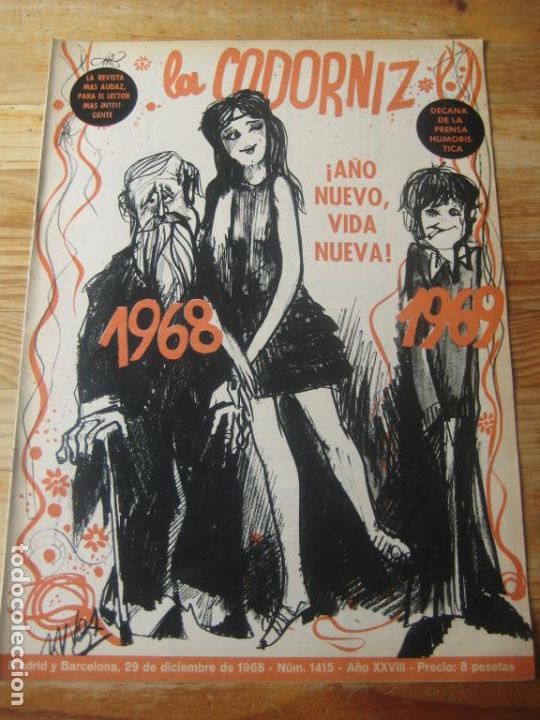 la CODORNIZ
LA REVISTA
MAS AUDAZ,
PARA EL LECTOR
MAS INTELI-
GENTE
DECANA
DE LA
PRENSA
HUMORIS-
TICA
¡AÑO
NUEVO,
VIDA
NUEVA!
1968
1969
adrid y Barcelona, 29 de diciembre de 1968 - Núm. 1415 - Año XXVIII - Precio: 8 pesetas
todocoleccion.net